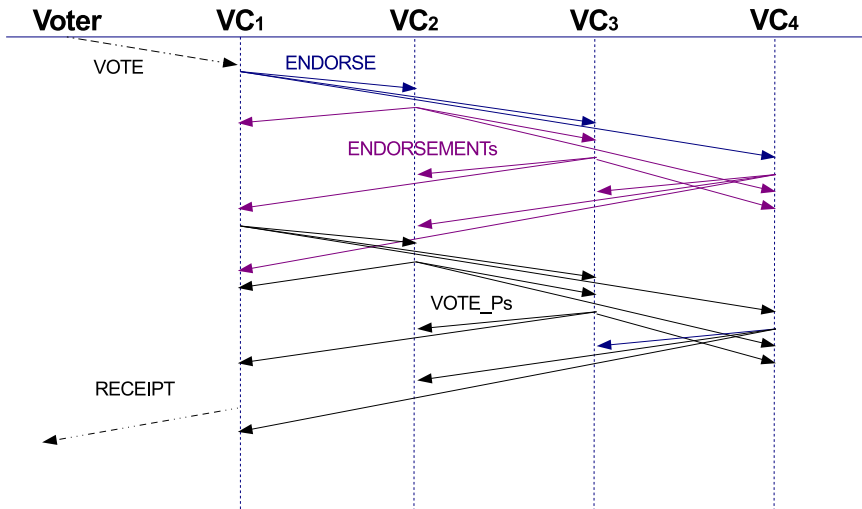 Voter VC1 VC2 VC3 VC4
ENDORSE
VOTE
ENDORSEMENTs
VOTE_Ps
RECEIPT